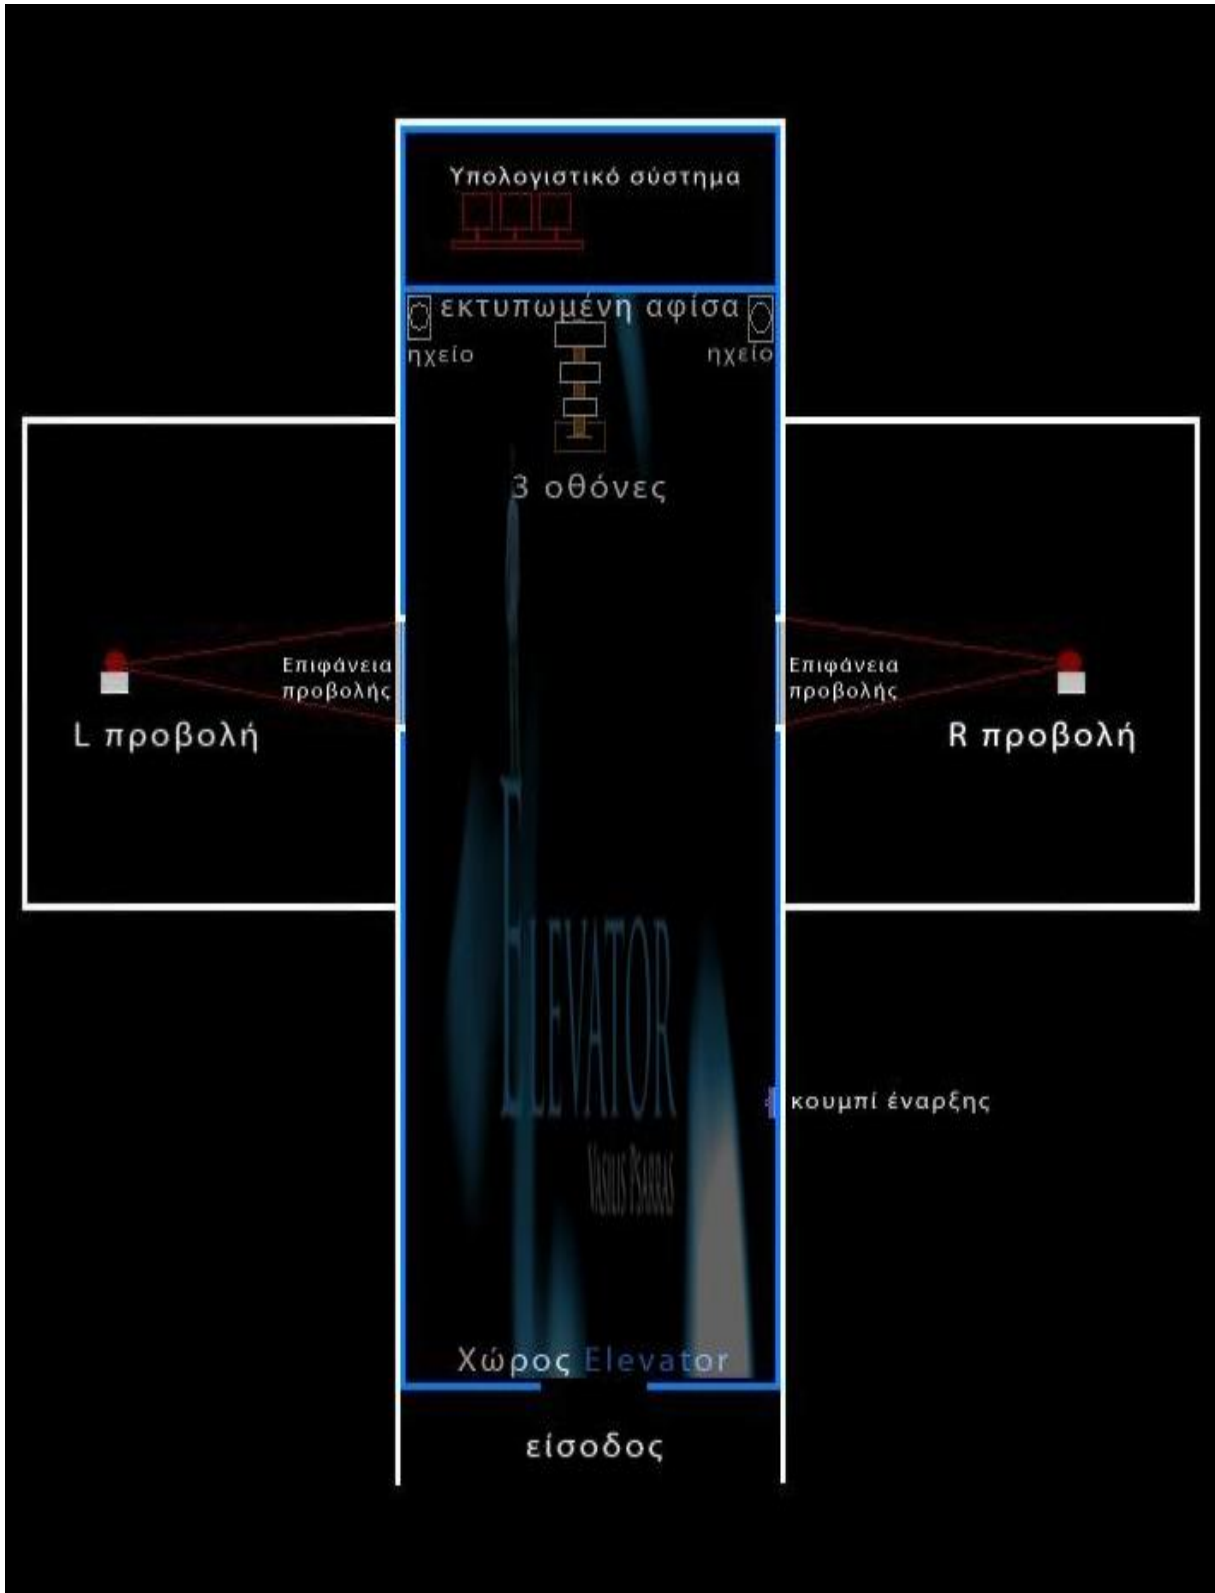 Υπολογιστικό σύστημα
εκτυπωμένη αφίσα
ηχείο
ηχείο
3 οθόνες
Επιφάνεια
προβολής
Επιφάνεια
προβολής
L προβολή
R προβολή
ELEVATOR
VASILIS PSARRAS
κουμπί έναρξης
Χώρος Elevator
είσοδος